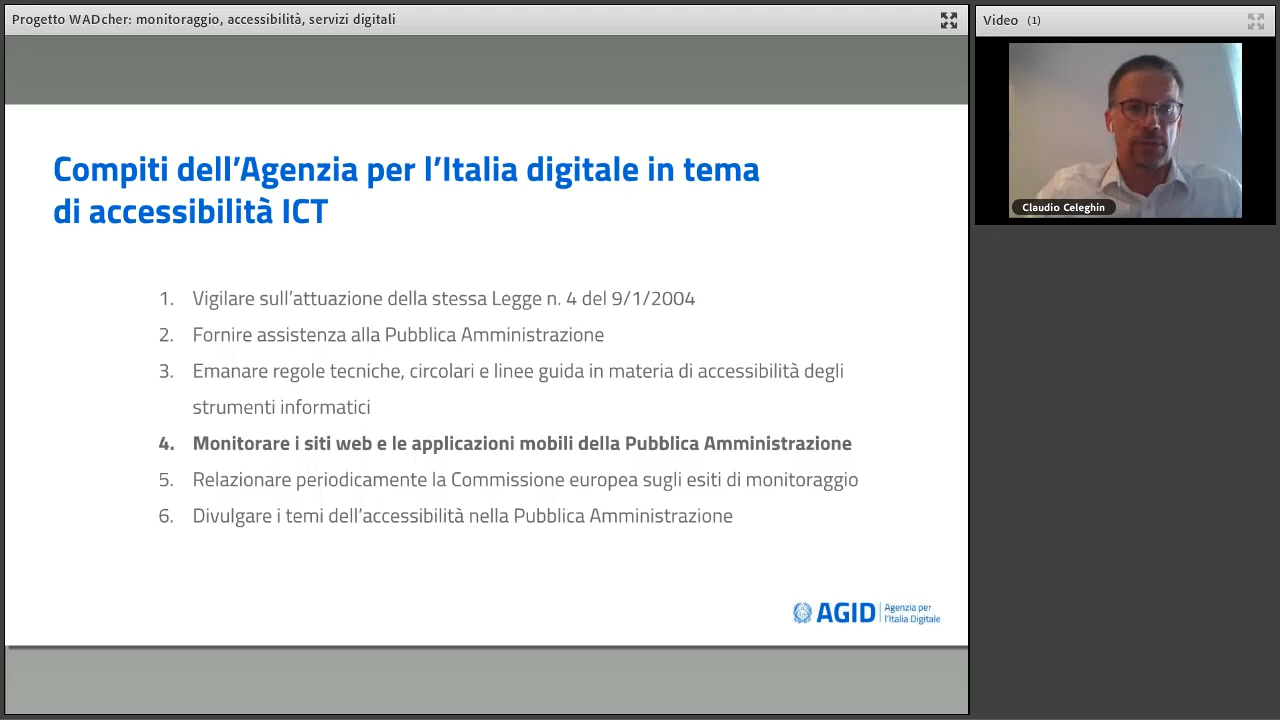 Progetto WADcher: monitoraggio, accessibilità, servizi digitali
Video (1)
Claudio Celeghin
Compiti dell'Agenzia per l'Italia digitale in tema
di accessibilità ICT
1. Vigilare sull'attuazione della stessa Legge n. 4 del 9/1/2004
2. Fornire assistenza alla Pubblica Amministrazione
3. Emanare regole tecniche, circolari e linee guida in materia di accessibilità degli
strumenti informatici
4. Monitorare i siti web e le applicazioni mobili della Pubblica Amministrazione
5. Relazionare periodicamente la Commissione europea sugli esiti di monitoraggio
6. Divulgare i temi dell'accessibilità nella Pubblica Amministrazione
AGID
Agenzia per
l'Italia Digitale